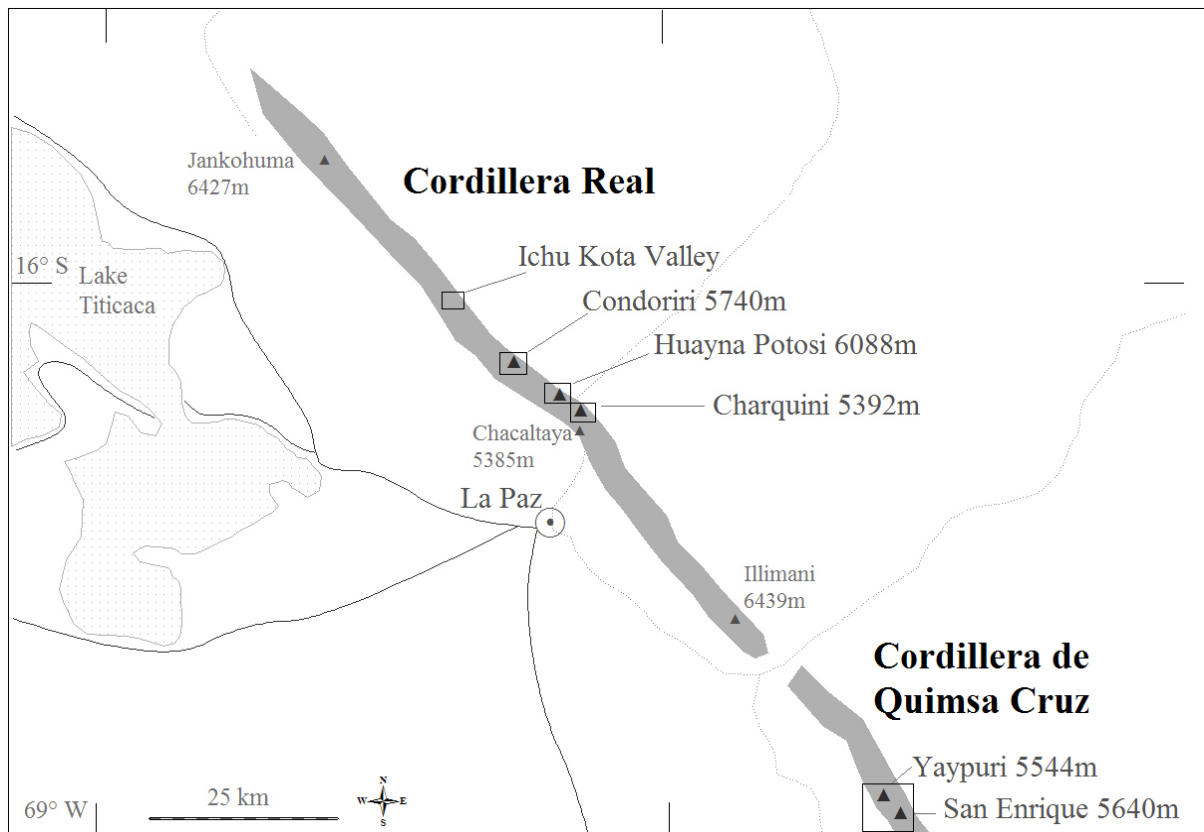 Jankohuma
6427m
Cordillera Real
Ichu Kota Valley
16° S
Lake
Titicaca
Condoriri 5740m
Huayna Potosi 6088m
Charquini 5392m
Chacaltaya
5385m
La Paz
Illimani
6439m
Cordillera de
Quimsa Cruz
Yaypuri 5544m
San Enrique 5640m
69° W
25 km
N
W
E
S